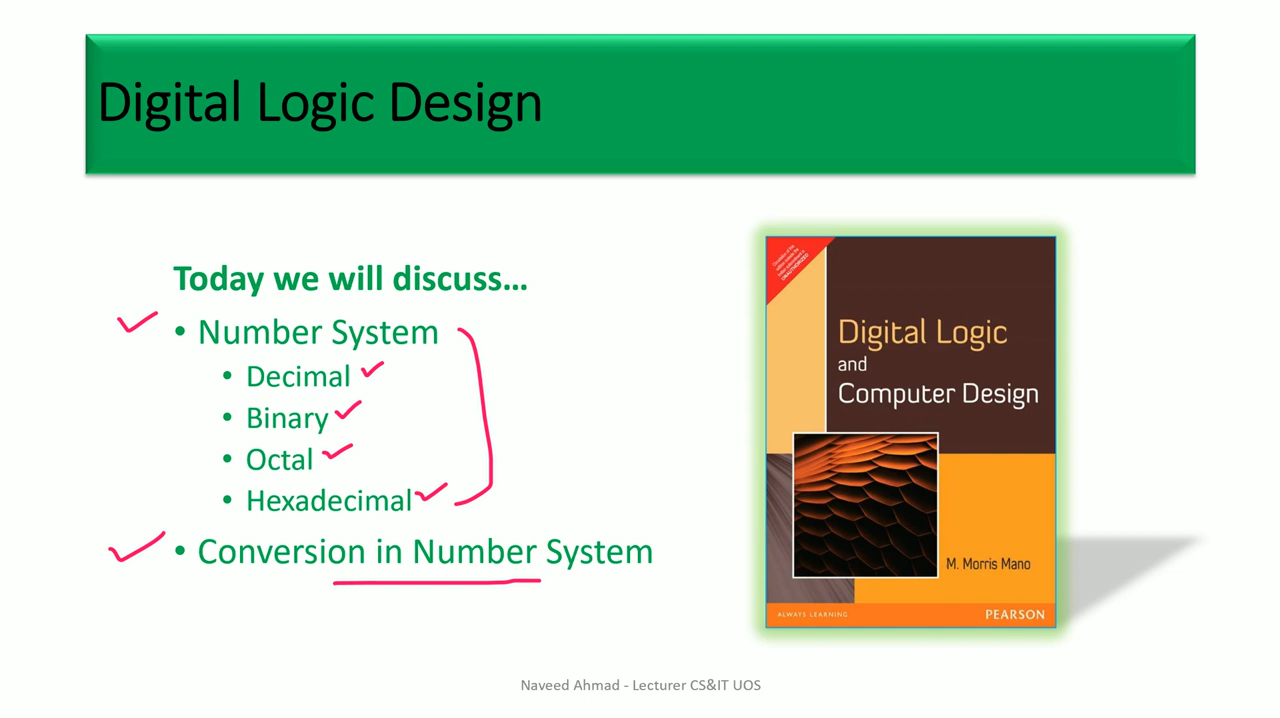 Digital Logic Design
Today we will discuss...
• Number System
• Decimal
• Binary
• Octal
• Hexadecimal
• Conversion in Number System
Digital Logic
and
Computer Design
M. Morris Mano
ALWAYS LEARNING
PEARSON
Naveed Ahmad - Lecturer CS&IT UOS